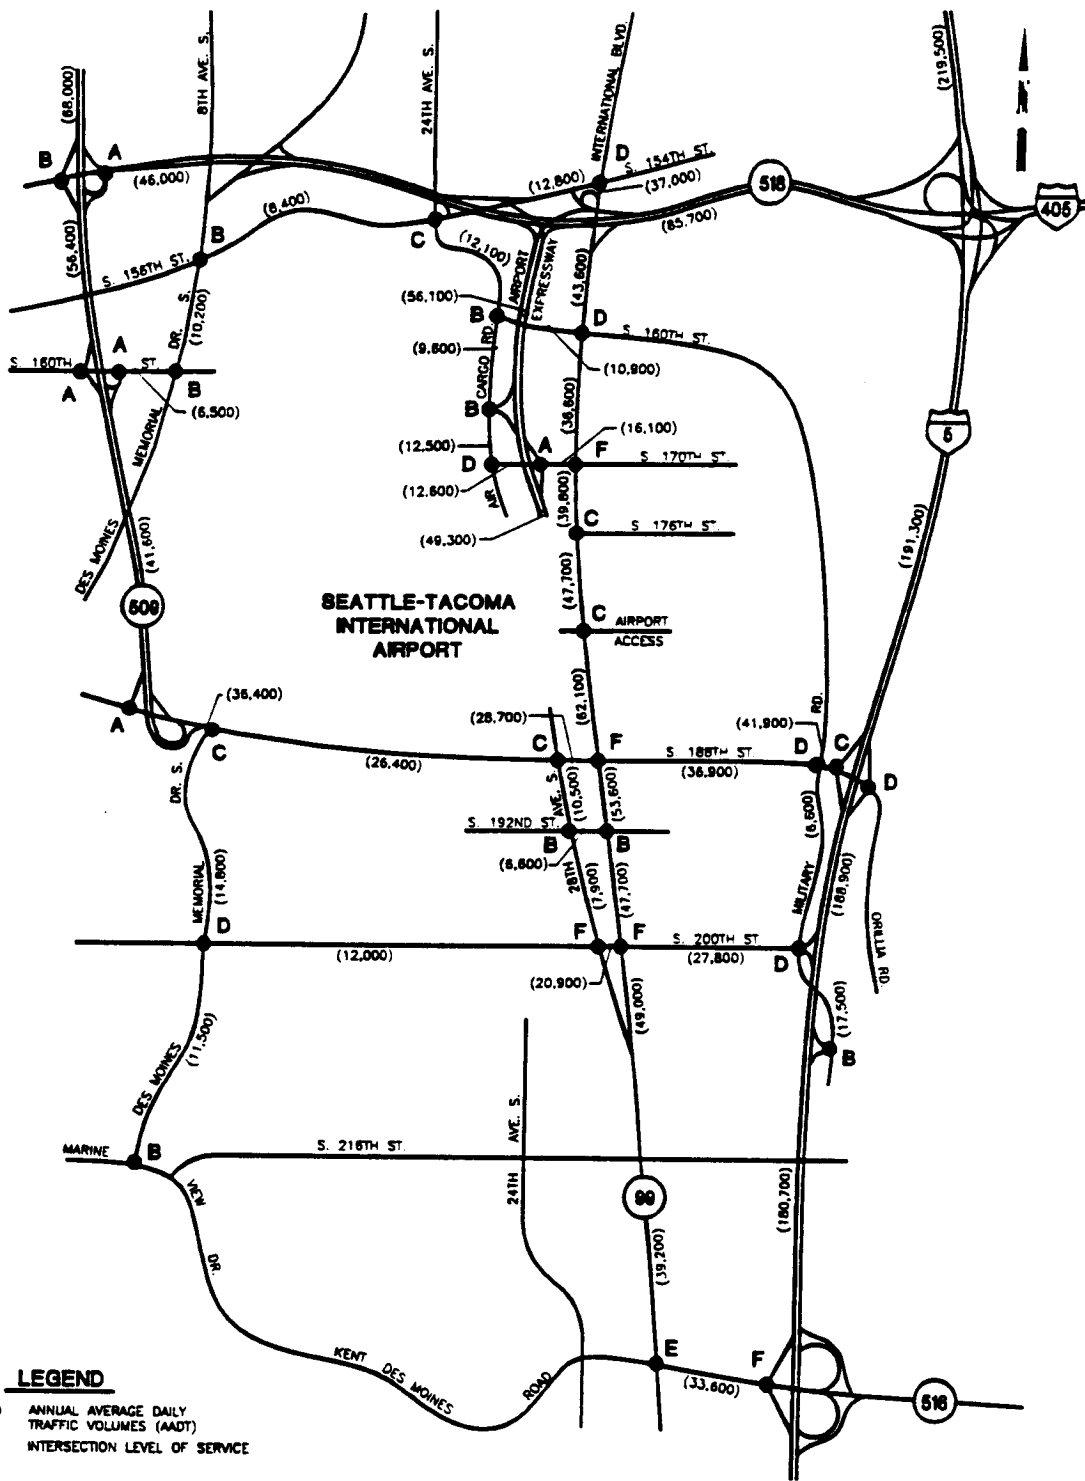 (68,000)
8TH AVE. S.
24TH AVE S.
INTERNATIONAL BLVD.
(219,500)
B
A
(46,000)
D
S. 154TH ST.
(12,800)
(37,000)
518
(85,700)
405
(56,400)
(8,400)
B
C
(12,100)
S. 156TH ST.
AIRPORT
EXPRESSWAY
(43,600)
(56,100)
(10,200)
DR. S.
B
D
S. 160TH ST.
(9,600)
CARGO RD
(10,900)
S. 160TH
A
ST.
A
B
(6,500)
MEMORIAL
B
(38,600)
(16,100)
5
(12,500)
D
A
F
S. 170TH ST.
(12,600)
AIR
(39,800)
(49,300)
C
S. 176TH ST.
(191,300)
(41,600)
DES MOINES
509
(47,700)
SEATTLE-TACOMA
INTERNATIONAL
AIRPORT
C
AIRPORT
ACCESS
(62,100)
(36,400)
A
C
(28,700)
RD.
(41,900)
C
F
S. 188TH ST.
D
C
(26,400)
(36,900)
D
DR. S.
AVE. S.
(10,500)
(53,600)
(6,600)
S. 192ND ST.
B
B
(6,600)
28TH
(7,900)
(47,700)
(188,900)
MEMORIAL
(14,800)
MILITARY
ORILLIA RD.
D
F
F
S. 200TH ST
D
(12,000)
(27,800)
(20,900)
(49,000)
(17,500)
B
(11,500)
DES MOINES
AVE. S.
24TH
MARINE
B
S. 216TH ST.
VIEW
DR.
99
(180,700)
(39,200)
KENT
DES MOINES
ROAD
E
F
(33,600)
516
LEGEND
) ANNUAL AVERAGE DAILY
TRAFFIC VOLUMES (AADT)
INTERSECTION LEVEL OF SERVICE